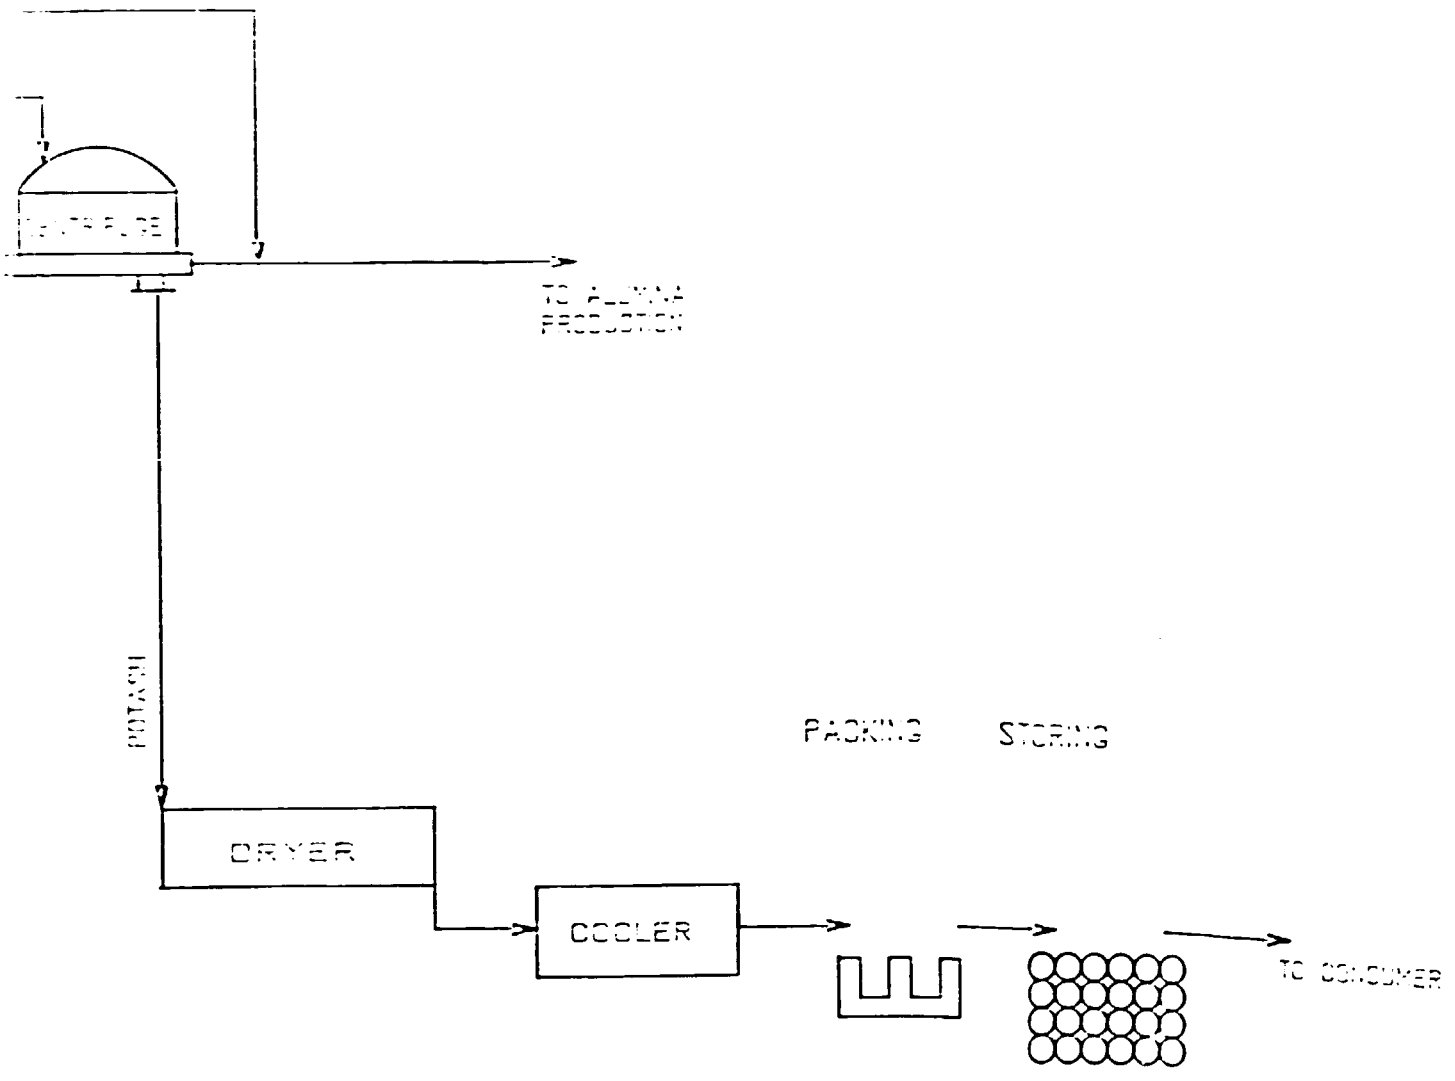 CENTRIFUGE
TO ALUMINA
PRODUCTION
POTASH
PACKING
STORING
DRYER
COOLER
TO CONSUMER